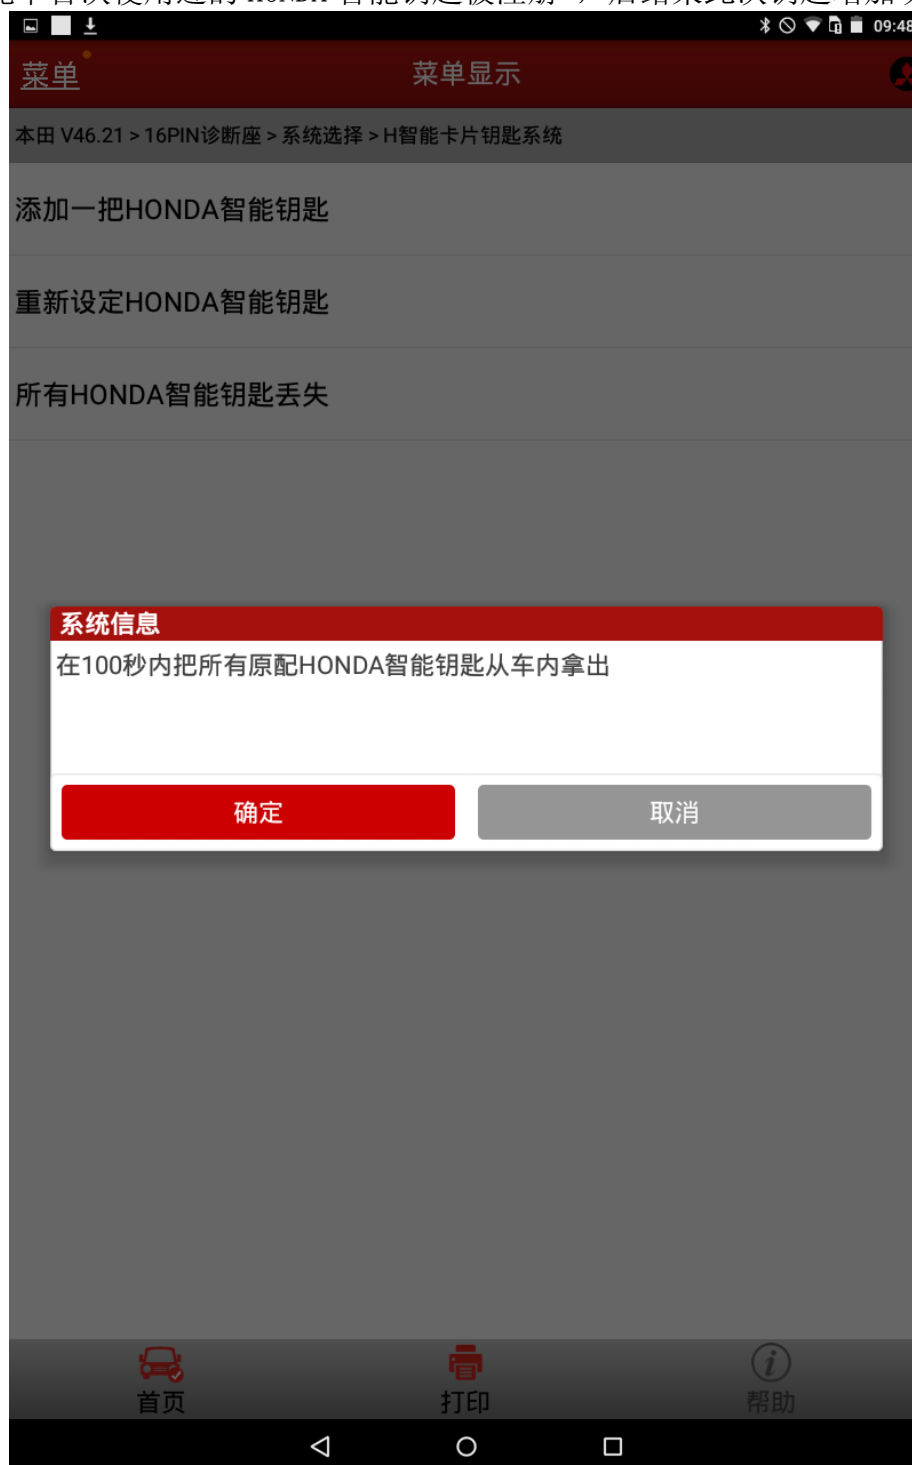 09:48
菜单
菜单显示
本田 V46.21 > 16PIN诊断座 > 系统选择 > H智能卡片钥匙系统
添加一把HONDA智能钥匙
重新设定HONDA智能钥匙
所有HONDA智能钥匙丢失
系统信息
在100秒内把所有原配HONDA智能钥匙从车内拿出
确定
取消
首页
打印
帮助